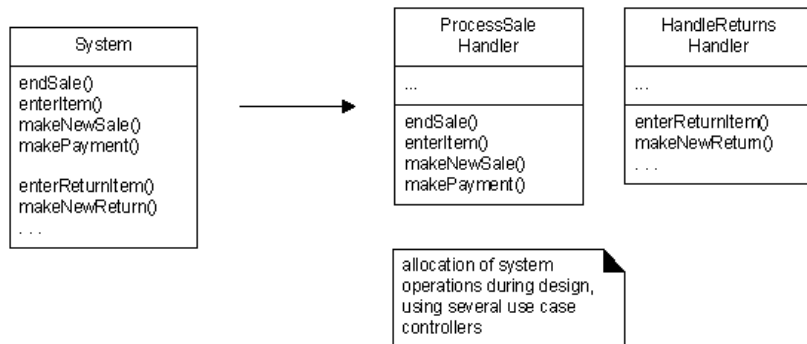 System
endSale()
enterItem()
makeNewSale()
makePayment()
enterReturnItem()
makeNewReturn()
. . .
ProcessSale
Handler
...
endSale()
enterItem()
makeNewSale()
makePayment()
HandleReturns
Handler
...
enterReturnItem()
makeNewReturn()
. . .
allocation of system
operations during design,
using several use case
controllers